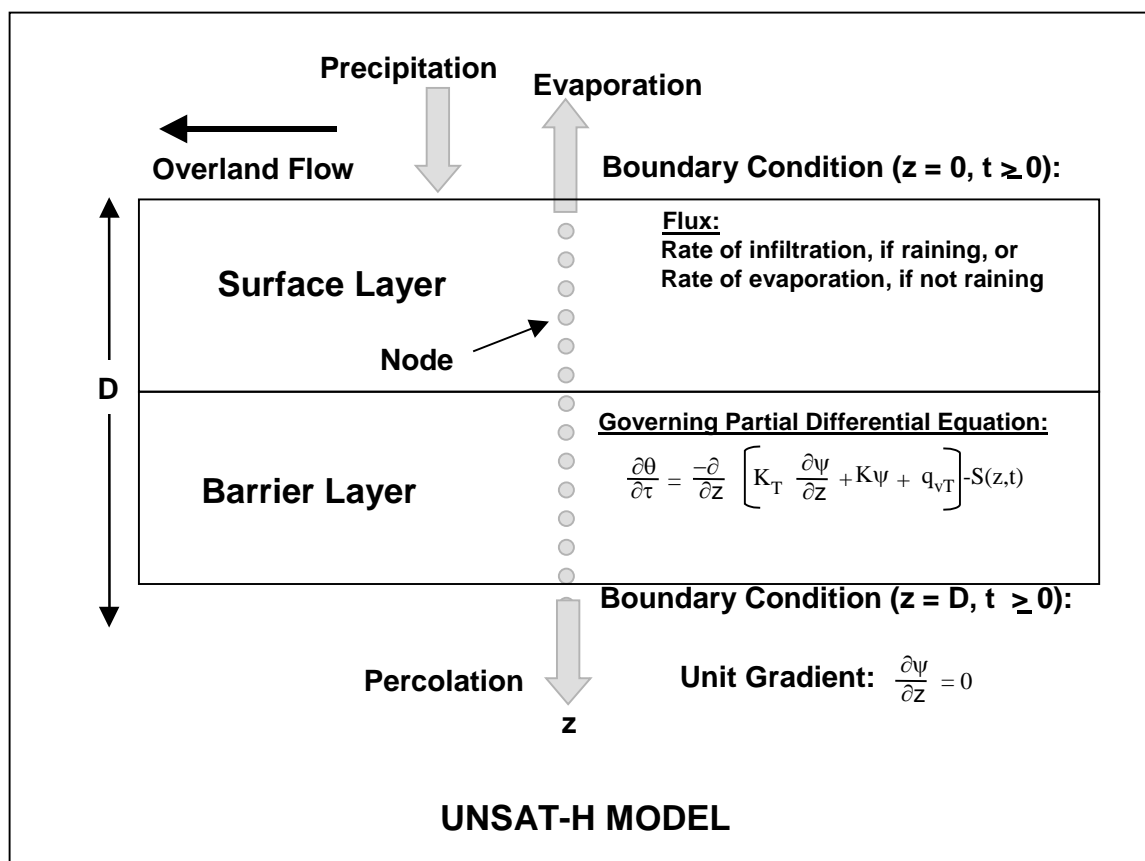 Precipitation
Evaporation
Overland Flow
Boundary Condition (z = 0, t ≥ 0):
Flux:
Rate of infiltration, if raining, or
Rate of evaporation, if not raining
Surface Layer
Node
D
Governing Partial Differential Equation:
∂θ/∂τ = -∂/∂z [K_T ∂ψ/∂z + Kψ + q_vT] -S(z,t)
Barrier Layer
Boundary Condition (z = D, t ≥ 0):
Percolation
Unit Gradient: ∂ψ/∂z = 0
z
UNSAT-H MODEL